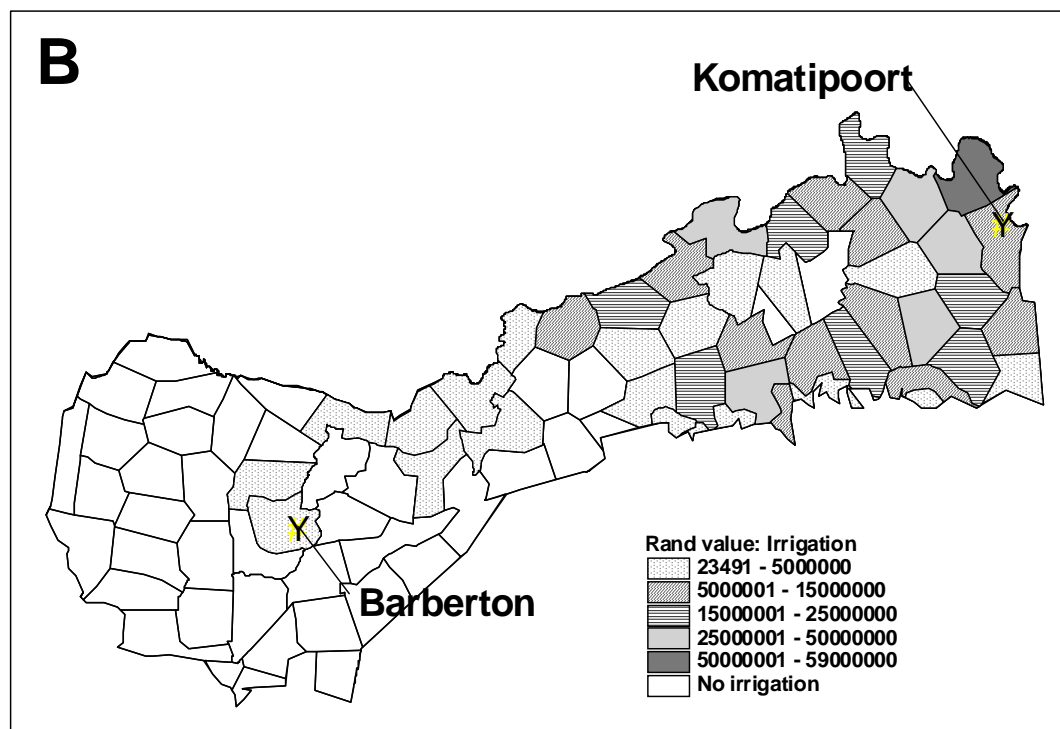 B
Komatipoort
Y
Y
Barberton
Rand value: Irrigation
23491 - 5000000
5000001 - 15000000
15000001 - 25000000
25000001 - 50000000
50000001 - 59000000
No irrigation